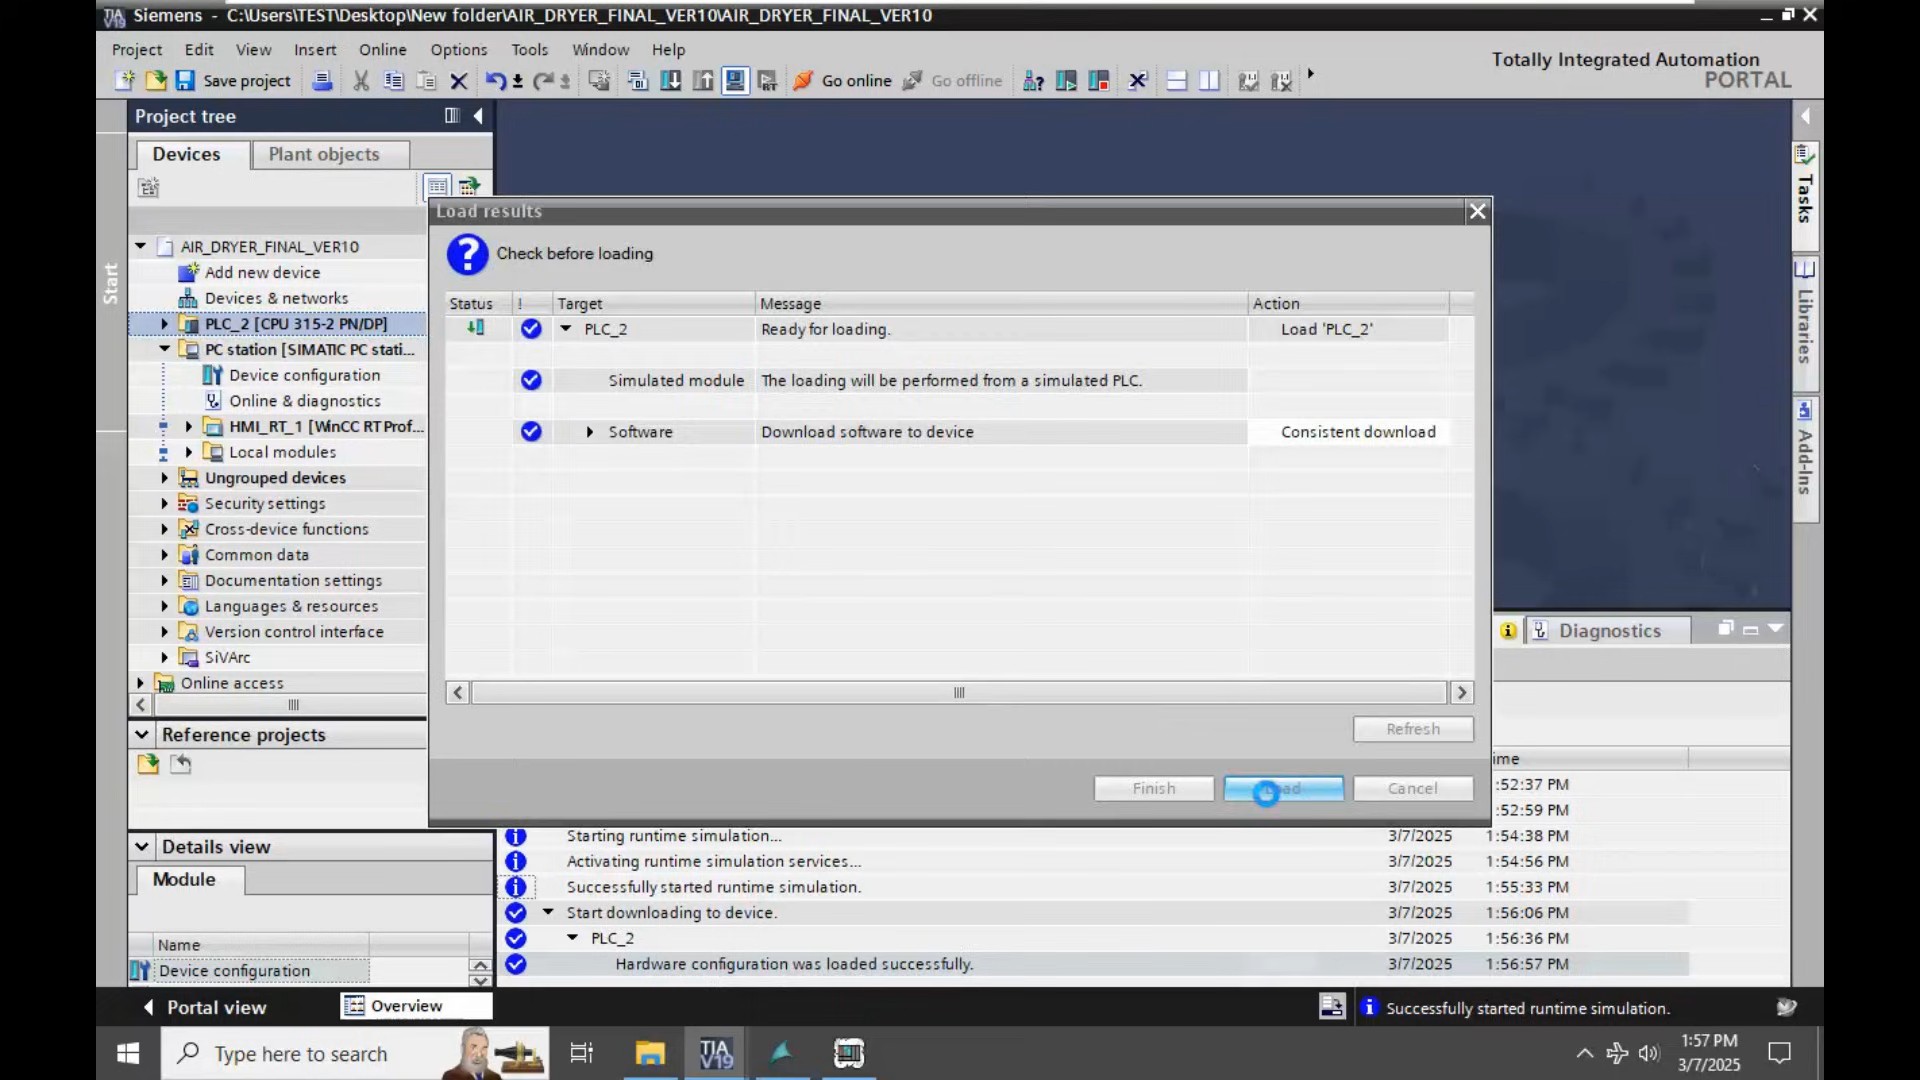 Siemens - C:\Users\TEST\Desktop\New folder\AIR_DRYER_FINAL_VER10\AIR_DRYER_FINAL_VER10
Project Edit View Insert Online Options Tools Window Help
Totally Integrated Automation
PORTAL
Save project
Go online
Go offline
Project tree
Devices
Plant objects
Start
AIR_DRYER_FINAL_VER10
Add new device
Devices & networks
PLC_2 [CPU 315-2 PN/DP]
PC station [SIMATIC PC stati...
Device configuration
Online & diagnostics
HMI_RT_1 [WinCC RT Prof...
Local modules
Ungrouped devices
Security settings
Cross-device functions
Common data
Documentation settings
Languages & resources
Version control interface
SiVArc
Online access
Reference projects
Details view
Module
Name
Device configuration
Load results
Check before loading
Status ! Target Message Action
PLC_2 Ready for loading. Load 'PLC_2'
Simulated module The loading will be performed from a simulated PLC.
Software Download software to device Consistent download
Refresh
Finish
Cancel
Tasks
Libraries
Add-Ins
Diagnostics
:52:37 PM
:52:59 PM
Starting runtime simulation... 3/7/2025 1:54:38 PM
Activating runtime simulation services... 3/7/2025 1:54:56 PM
Successfully started runtime simulation. 3/7/2025 1:55:33 PM
Start downloading to device. 3/7/2025 1:56:06 PM
PLC_2 3/7/2025 1:56:36 PM
Hardware configuration was loaded successfully. 3/7/2025 1:56:57 PM
Portal view
Overview
Successfully started runtime simulation.
Type here to search
TIA
V19
1:57 PM
3/7/2025